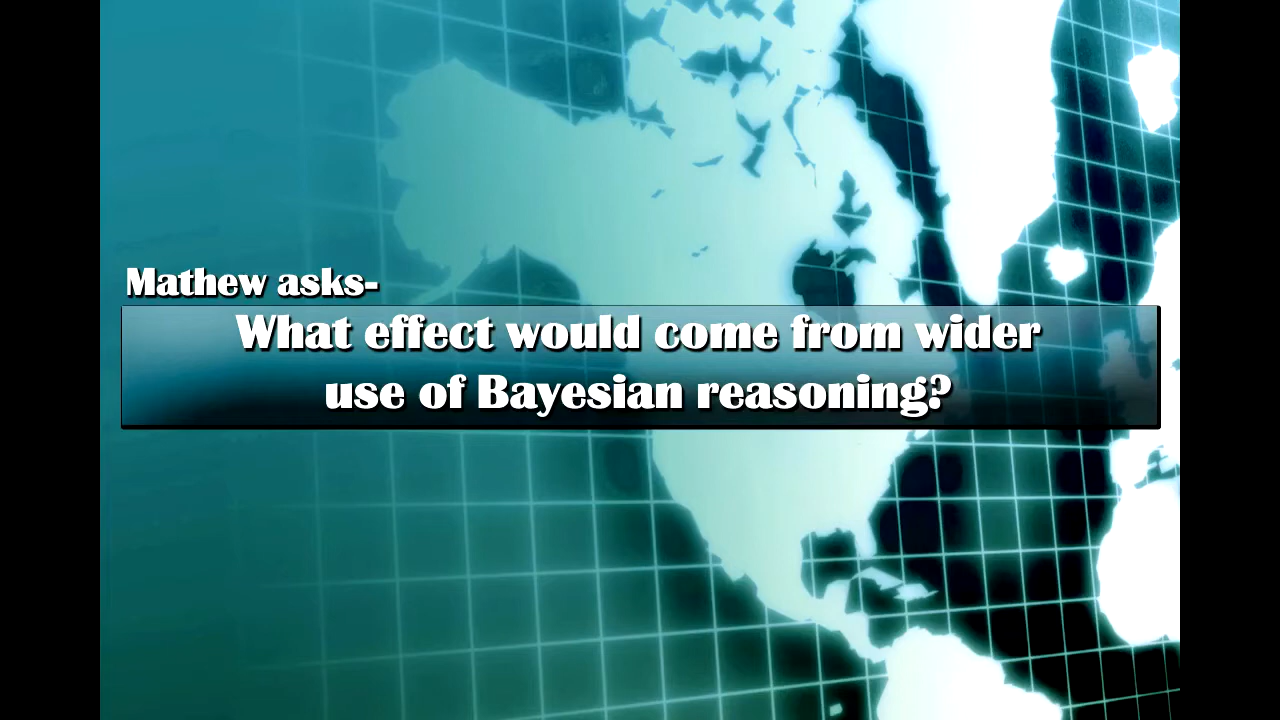 Mathew asks-
What effect would come from wider
use of Bayesian reasoning?